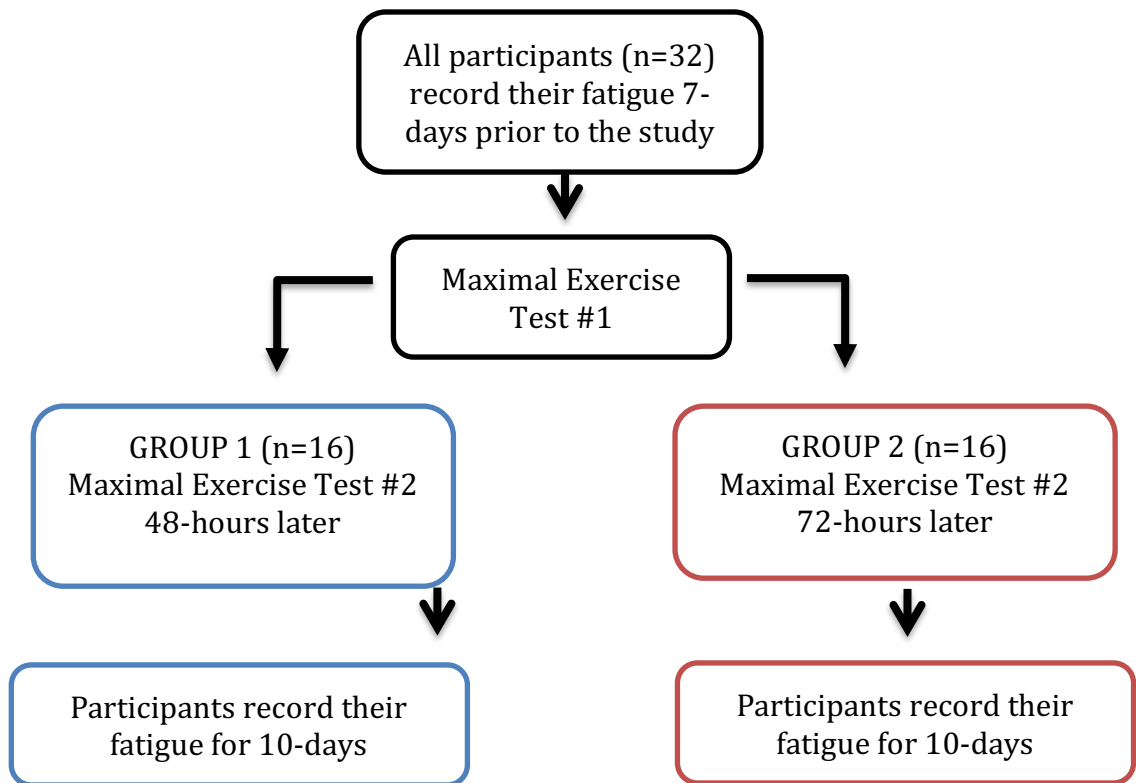 All participants (n=32)
record their fatigue 7-
days prior to the study
Maximal Exercise
Test #1
GROUP 1 (n=16)
Maximal Exercise Test #2
48-hours later
GROUP 2 (n=16)
Maximal Exercise Test #2
72-hours later
Participants record their
fatigue for 10-days
Participants record their
fatigue for 10-days